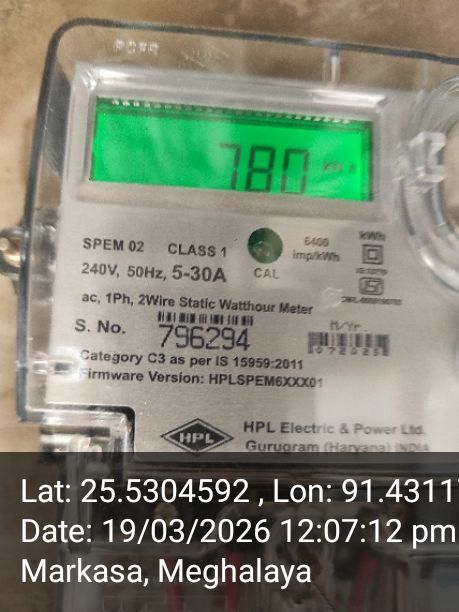 780
SPEM 02 CLASS 1
6400
imp/kWh
kWh
240V, 50Hz, 5-30A
CAL
ac, 1Ph, 2Wire Static Watthour Meter
S. No. 796294
M/Yr.
Category C3 as per IS 15959:2011
Firmware Version: HPLSPEM6XXX01
HPL
HPL Electric & Power Ltd.
Gurugram (Haryana) INDIA
Lat: 25.5304592 , Lon: 91.4311
Date: 19/03/2026 12:07:12 pm
Markasa, Meghalaya